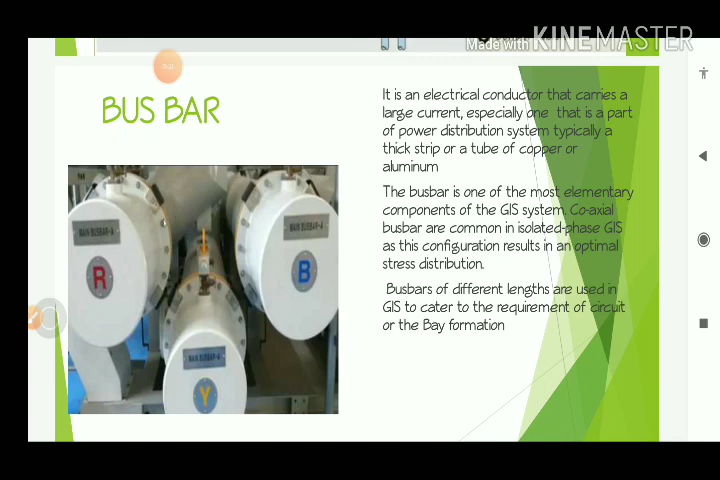 Made with KINEMASTER
BUS BAR
It is an electrical conductor that carries a
large current, especially one that is a part
of power distribution system typically a
thick strip or a tube of copper or
aluminum
The busbar is one of the most elementary
components of the GIS system. Co-axial
busbar are common in isolated-phase GIS
as this configuration results in an optimal
stress distribution.
Busbars of different lengths are used in
GIS to cater to the requirement of circuit
or the Bay formation
MAIN BUSBAR-A
R
MAIN BUSBAR-A
B
MAIN BUSBAR-A
Y